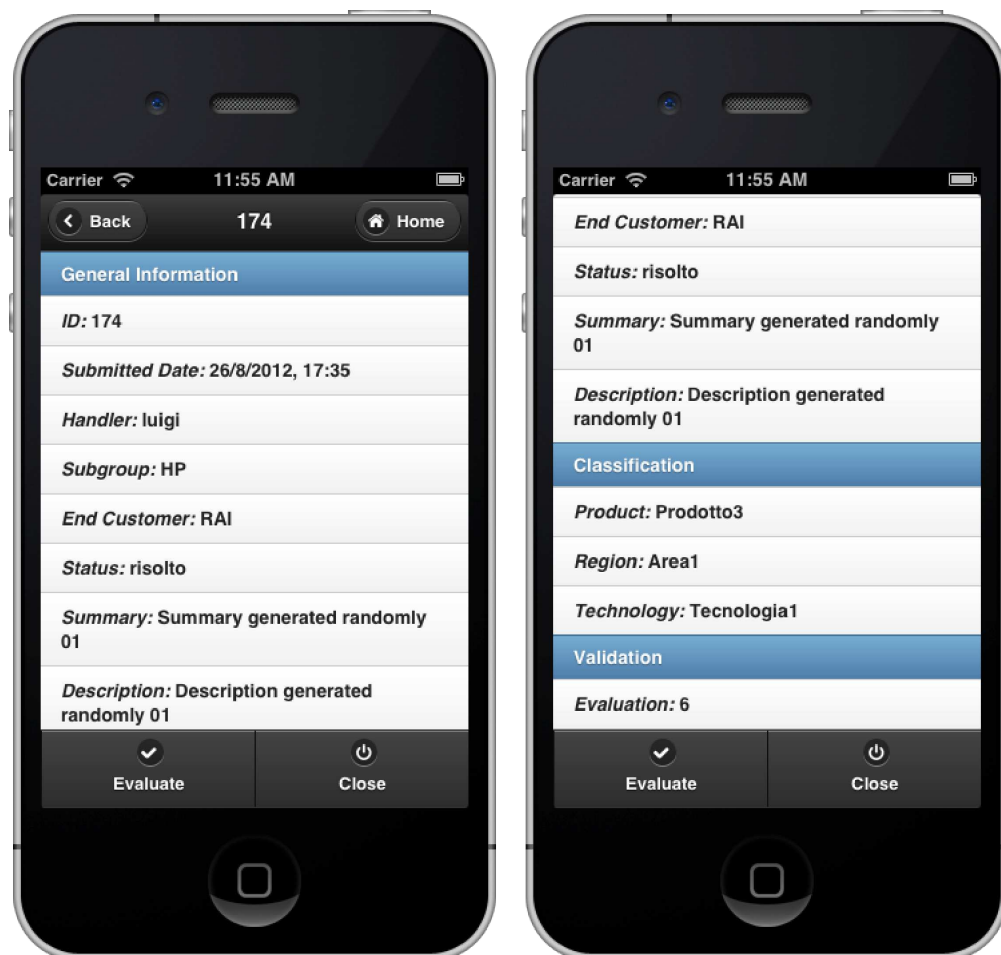 Carrier 11:55 AM
Back 174 Home
General Information
ID: 174
Submitted Date: 26/8/2012, 17:35
Handler: luigi
Subgroup: HP
End Customer: RAI
Status: risolto
Summary: Summary generated randomly
01
Description: Description generated
randomly 01
Evaluate Close
Carrier 11:55 AM
End Customer: RAI
Status: risolto
Summary: Summary generated randomly
01
Description: Description generated
randomly 01
Classification
Product: Prodotto3
Region: Area1
Technology: Tecnologia1
Validation
Evaluation: 6
Evaluate Close